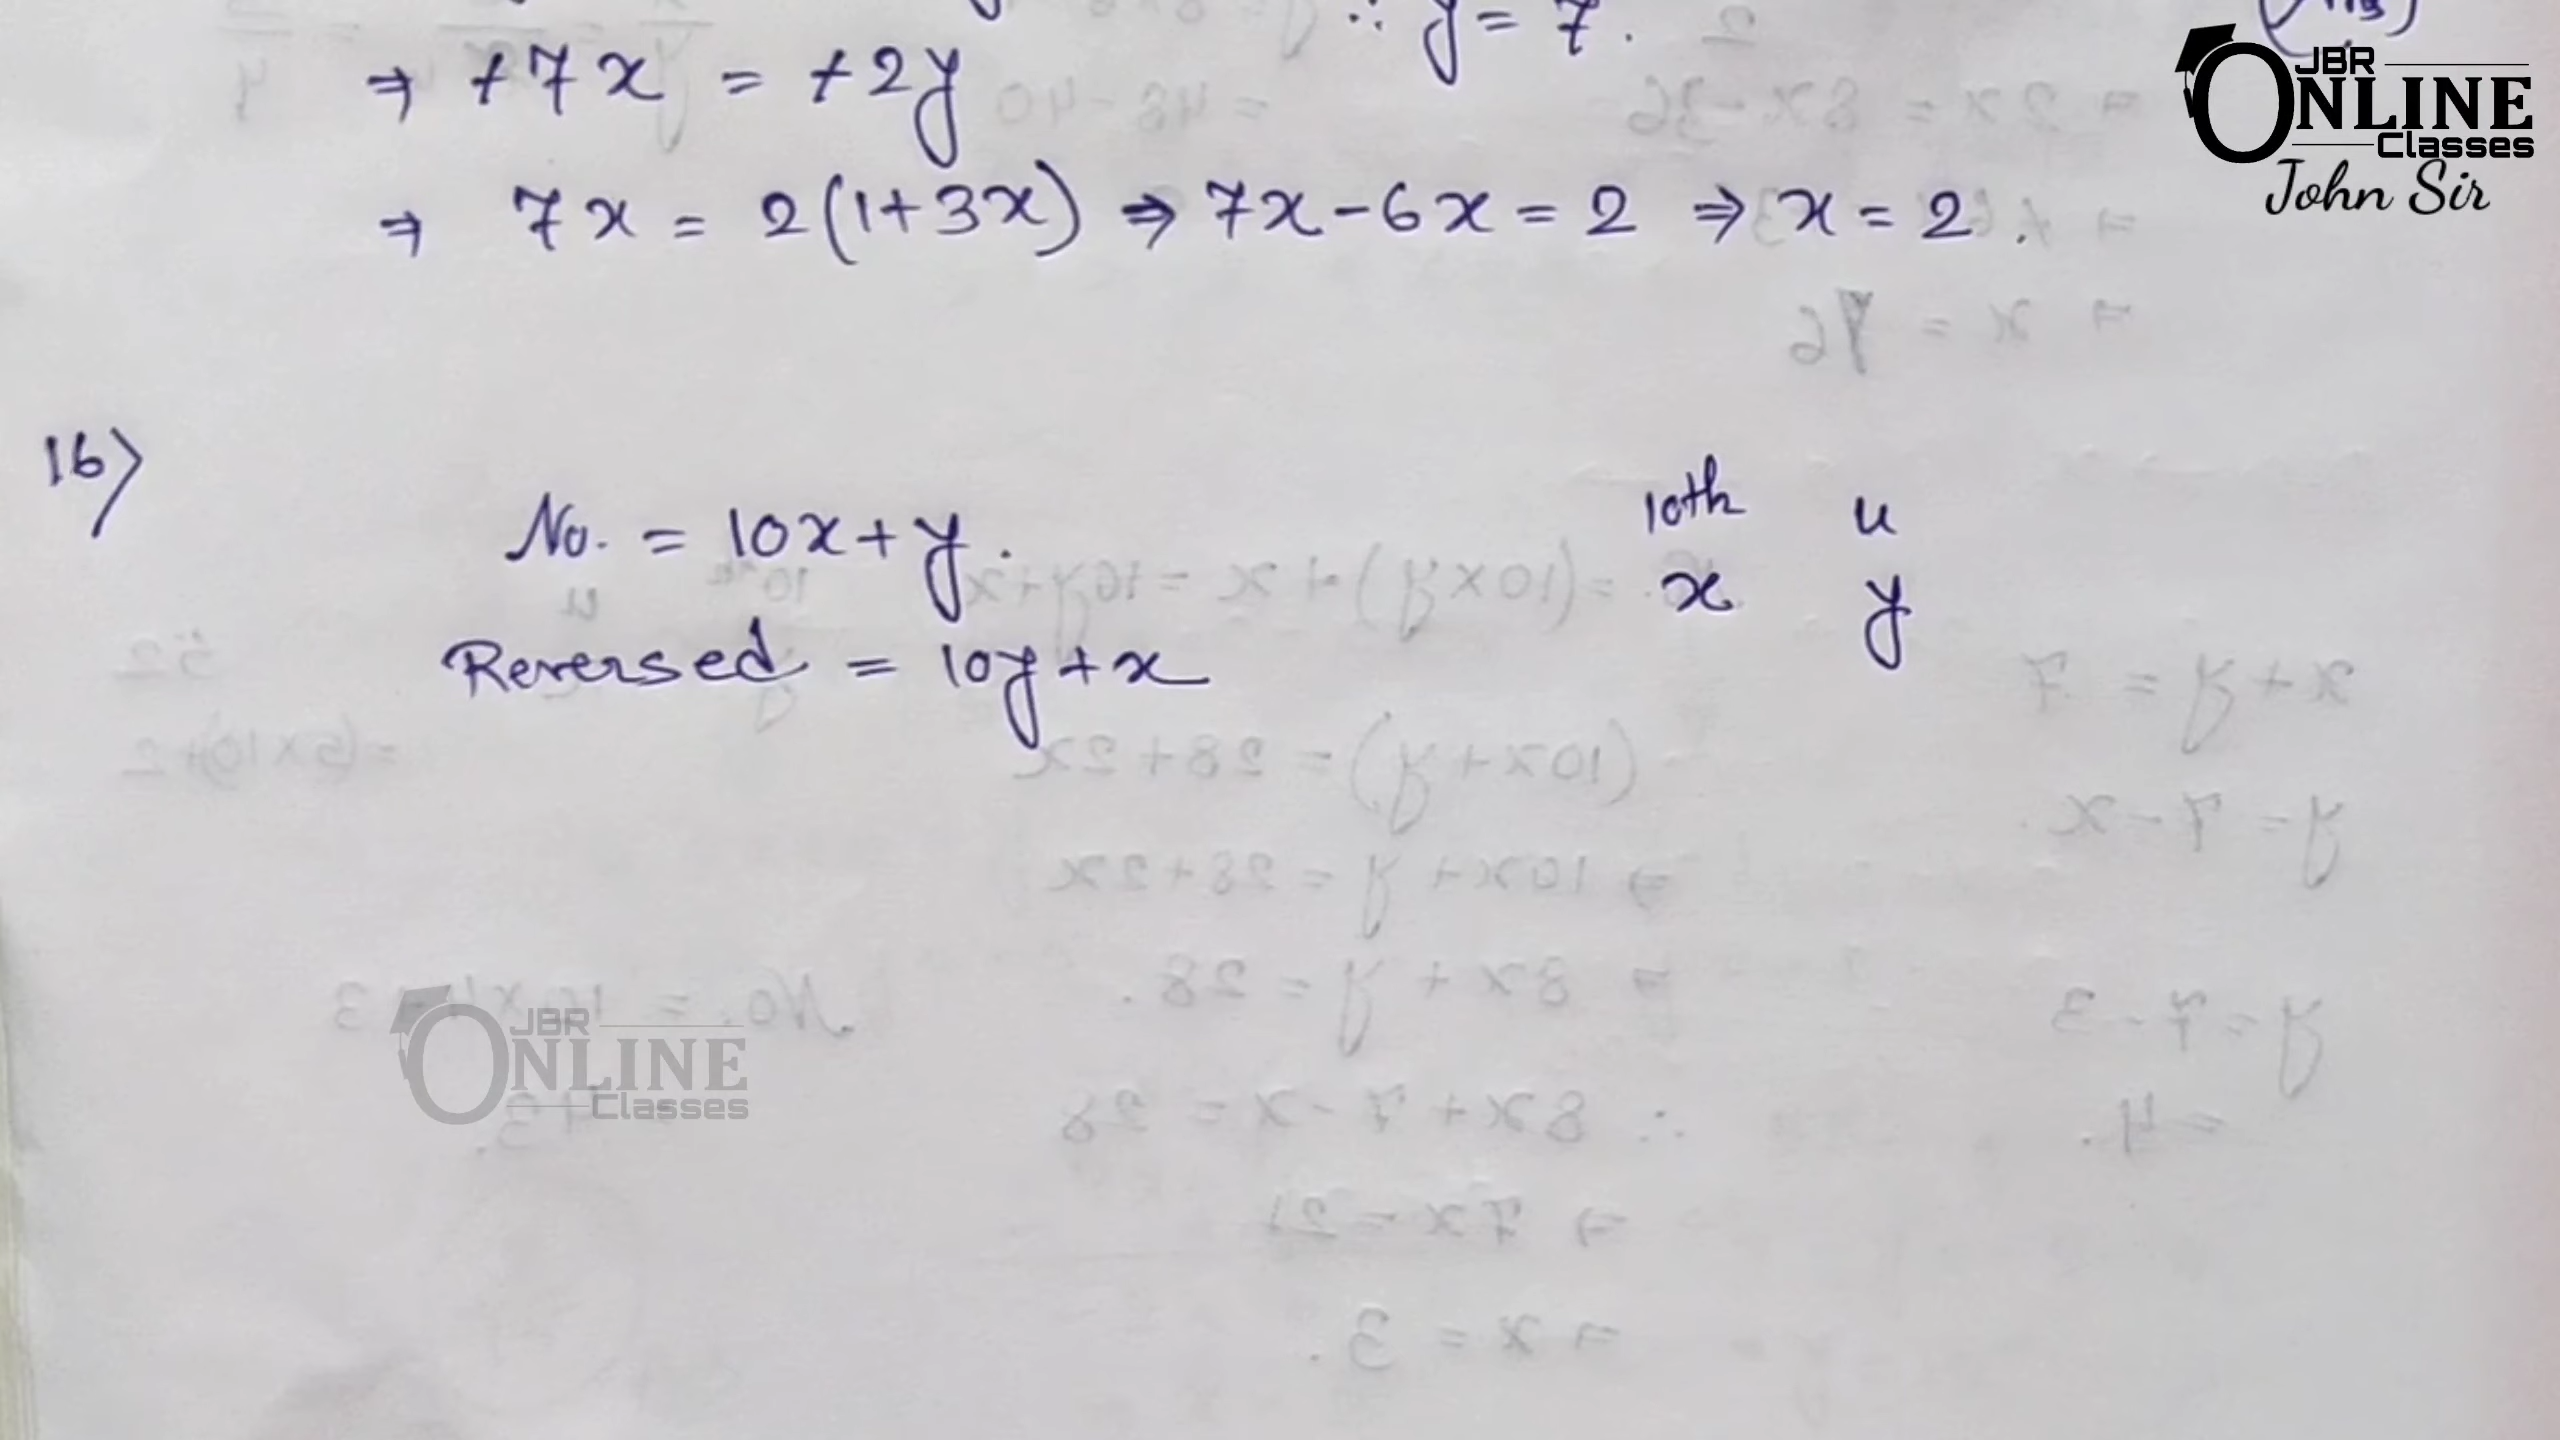 ∴ y = 7.
⇒ +7x = +2y
⇒ 7x = 2(1+3x) ⇒ 7x-6x = 2 ⇒ x = 2.
JBR
ONLINE
Classes
John Sir
16)
10th u
No. = 10x+y.
x y
Reversed = 10y+x
JBR
ONLINE
Classes